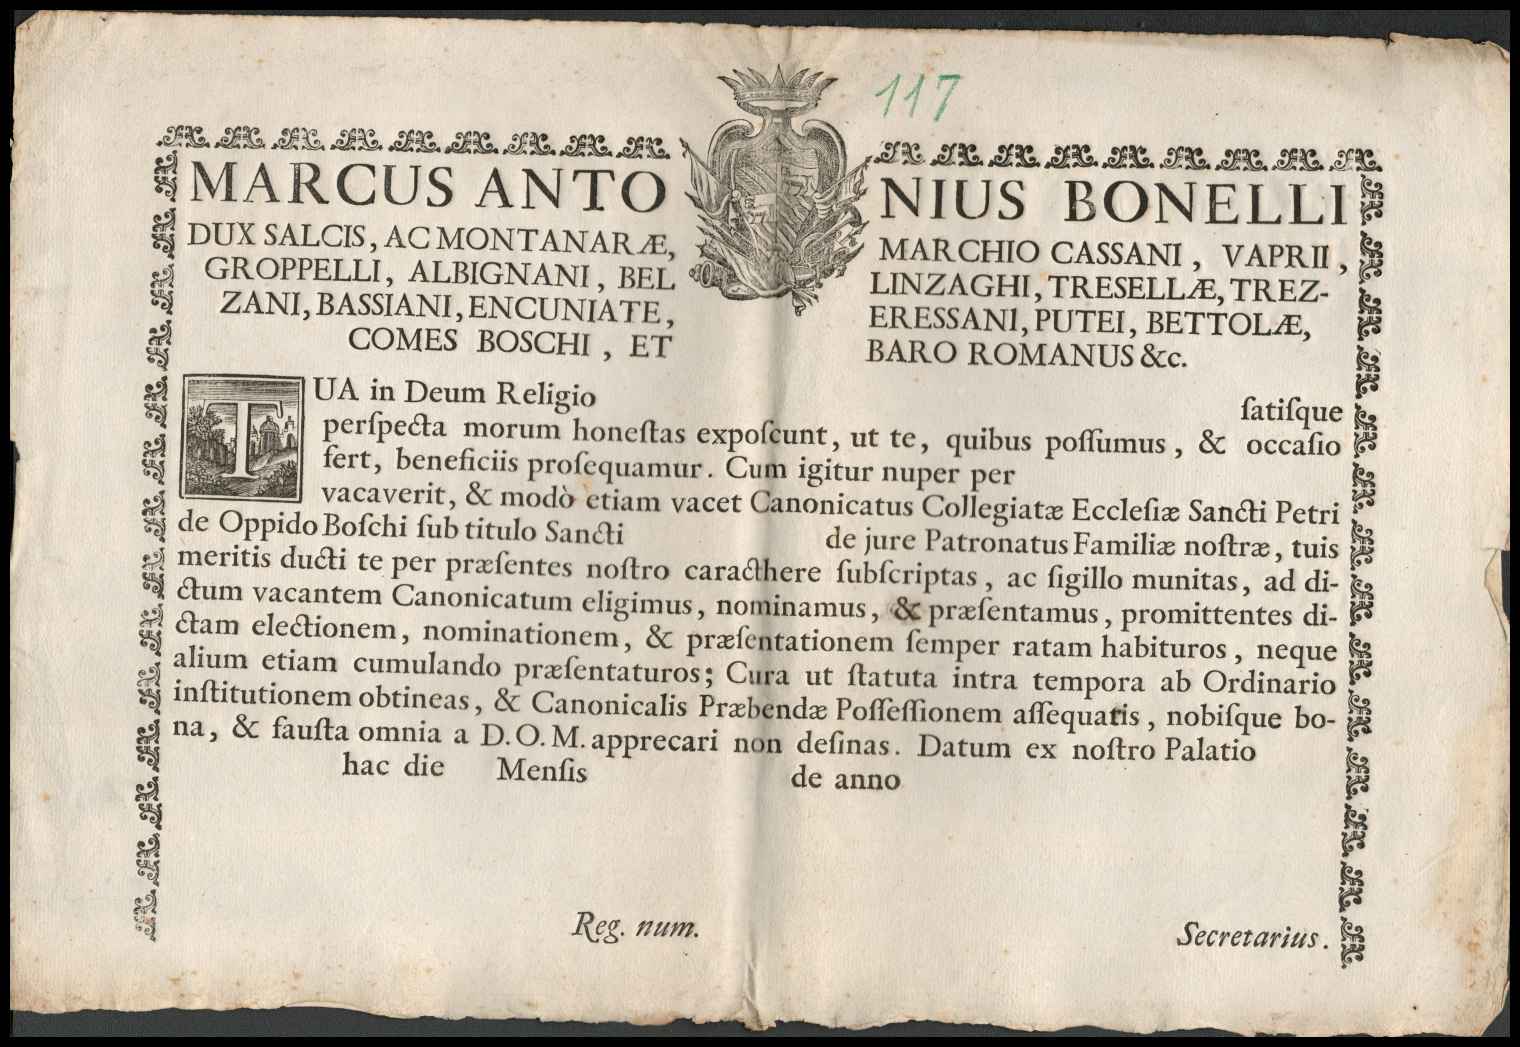 117
MARCUS ANTO NIUS BONELLI
DUX SALCIS, AC MONTANARÆ, MARCHIO CASSANI, VAPRII,
GROPPELLI, ALBIGNANI, BEL LINZAGHI, TRESELLÆ, TREZ-
ZANI, BASSIANI, ENCUNIATE, ERESSANI, PUTEI, BETTOLÆ,
COMES BOSCHI, ET BARO ROMANUS &c.
TUA in Deum Religio ſatiſque
perſpecta morum honeſtas expoſcunt, ut te, quibus poſſumus, & occaſio
fert, beneficiis proſequamur. Cum igitur nuper per
vacaverit, & modò etiam vacet Canonicatus Collegiatæ Eccleſiæ Sancti Petri
de Oppido Boſchi ſub titulo Sancti de jure Patronatus Familiæ noſtræ, tuis
meritis ducti te per præſentes noſtro caracthere ſubſcriptas, ac ſigillo munitas, ad di-
ctum vacantem Canonicatum eligimus, nominamus, & præſentamus, promittentes di-
ctam electionem, nominationem, & præſentationem ſemper ratam habituros, neque
alium etiam cumulando præſentaturos; Cura ut ſtatuta intra tempora ab Ordinario
inſtitutionem obtineas, & Canonicalis Præbendæ Poſſeſſionem aſſequaris, nobiſque bo-
na, & fauſta omnia a D. O. M. apprecari non deſinas. Datum ex noſtro Palatio
hac die Menſis de anno
Reg. num. Secretarius.